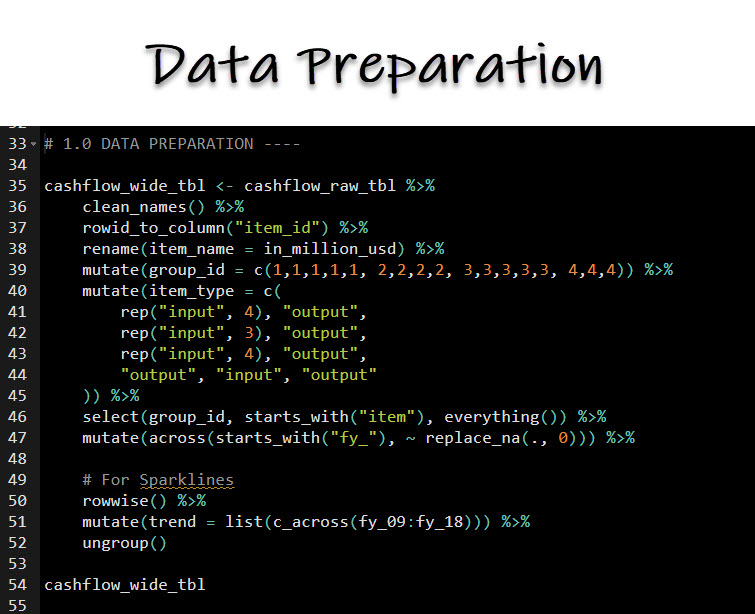 Data Preparation
32
33 # 1.0 DATA PREPARATION ----
34
35 cashflow_wide_tbl <- cashflow_raw_tbl %>%
36     clean_names() %>%
37     rowid_to_column("item_id") %>%
38     rename(item_name = in_million_usd) %>%
39     mutate(group_id = c(1,1,1,1,1, 2,2,2,2, 3,3,3,3,3, 4,4,4)) %>%
40     mutate(item_type = c(
41         rep("input", 4), "output",
42         rep("input", 3), "output",
43         rep("input", 4), "output",
44         "output", "input", "output"
45     )) %>%
46     select(group_id, starts_with("item"), everything()) %>%
47     mutate(across(starts_with("fy_"), ~ replace_na(., 0))) %>%
48
49     # For Sparklines
50     rowwise() %>%
51     mutate(trend = list(c_across(fy_09:fy_18))) %>%
52     ungroup()
53
54 cashflow_wide_tbl
55